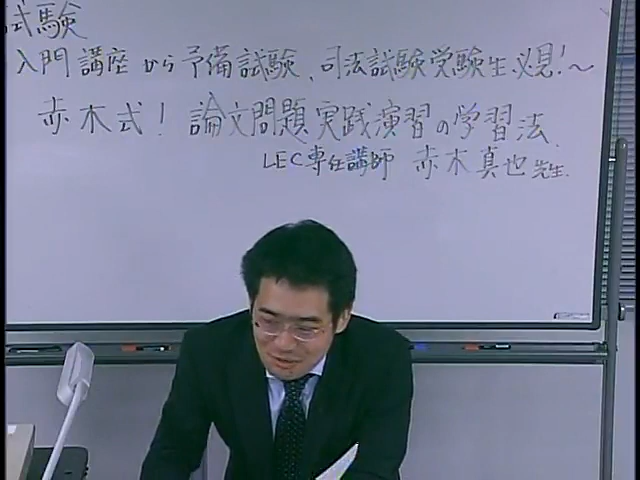 式試験
入門講座から予備試験、司法試験受験生必見！～
赤木式！論文問題実践演習の学習法
LEC専任講師 赤木真也先生.